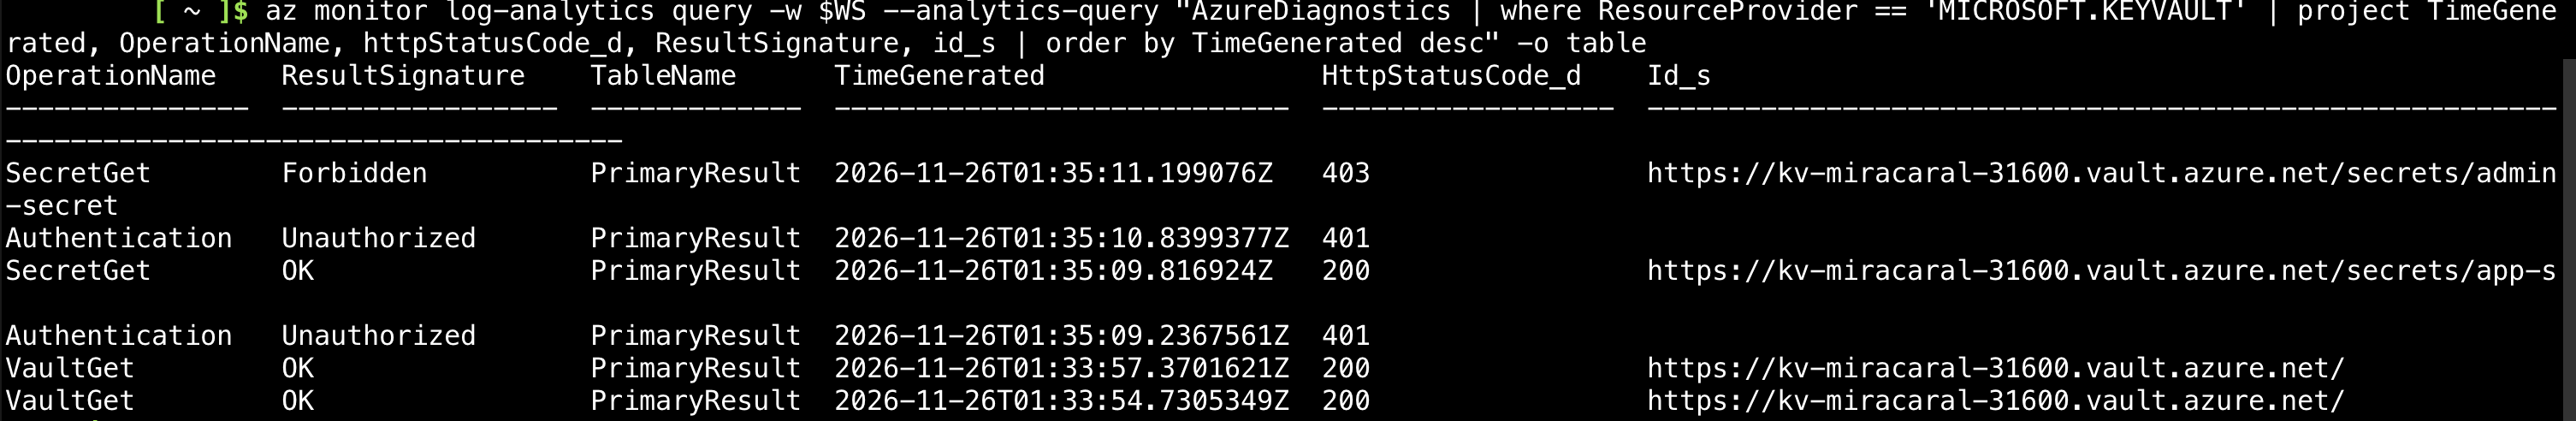 [ ~ ]$ az monitor log-analytics query -w $WS --analytics-query "AzureDiagnostics | where ResourceProvider == 'MICROSOFT.KEYVAULT' | project TimeGene
rated, OperationName, httpStatusCode_d, ResultSignature, id_s | order by TimeGenerated desc" -o table
OperationName    ResultSignature    TableName      TimeGenerated                 HttpStatusCode_d    Id_s
---------------  -----------------  -------------  ----------------------------  ------------------  --------------------------------------------------------
--------------------------------------
SecretGet        Forbidden          PrimaryResult  2026-11-26T01:35:11.199076Z   403                 https://kv-miracaral-31600.vault.azure.net/secrets/admin
-secret
Authentication   Unauthorized       PrimaryResult  2026-11-26T01:35:10.8399377Z  401
SecretGet        OK                 PrimaryResult  2026-11-26T01:35:09.816924Z   200                 https://kv-miracaral-31600.vault.azure.net/secrets/app-s
Authentication   Unauthorized       PrimaryResult  2026-11-26T01:35:09.2367561Z  401
VaultGet         OK                 PrimaryResult  2026-11-26T01:33:57.3701621Z  200                 https://kv-miracaral-31600.vault.azure.net/
VaultGet         OK                 PrimaryResult  2026-11-26T01:33:54.7305349Z  200                 https://kv-miracaral-31600.vault.azure.net/